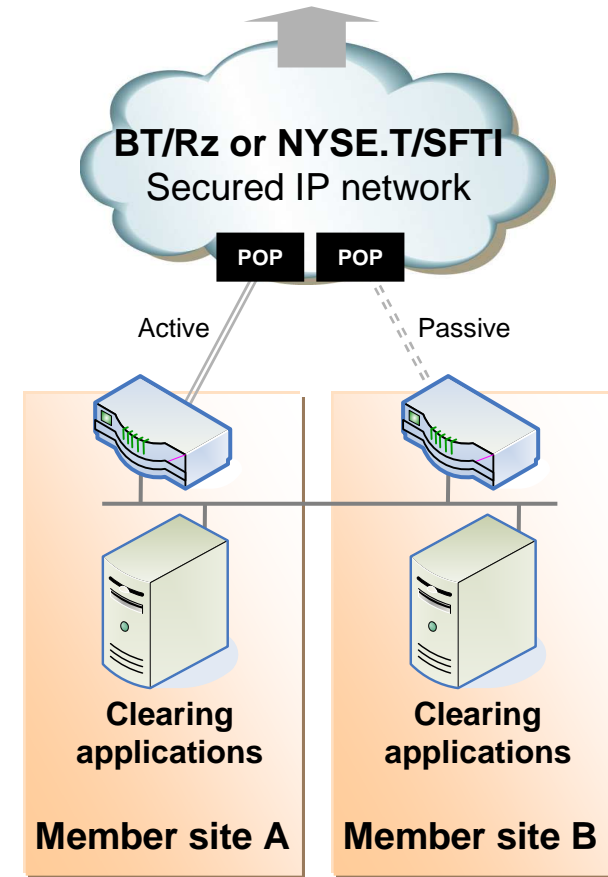 BT/Rz or NYSE.T/SFTI
Secured IP network
POP POP
Active Passive
Clearing applications
Clearing applications
Member site A
Member site B